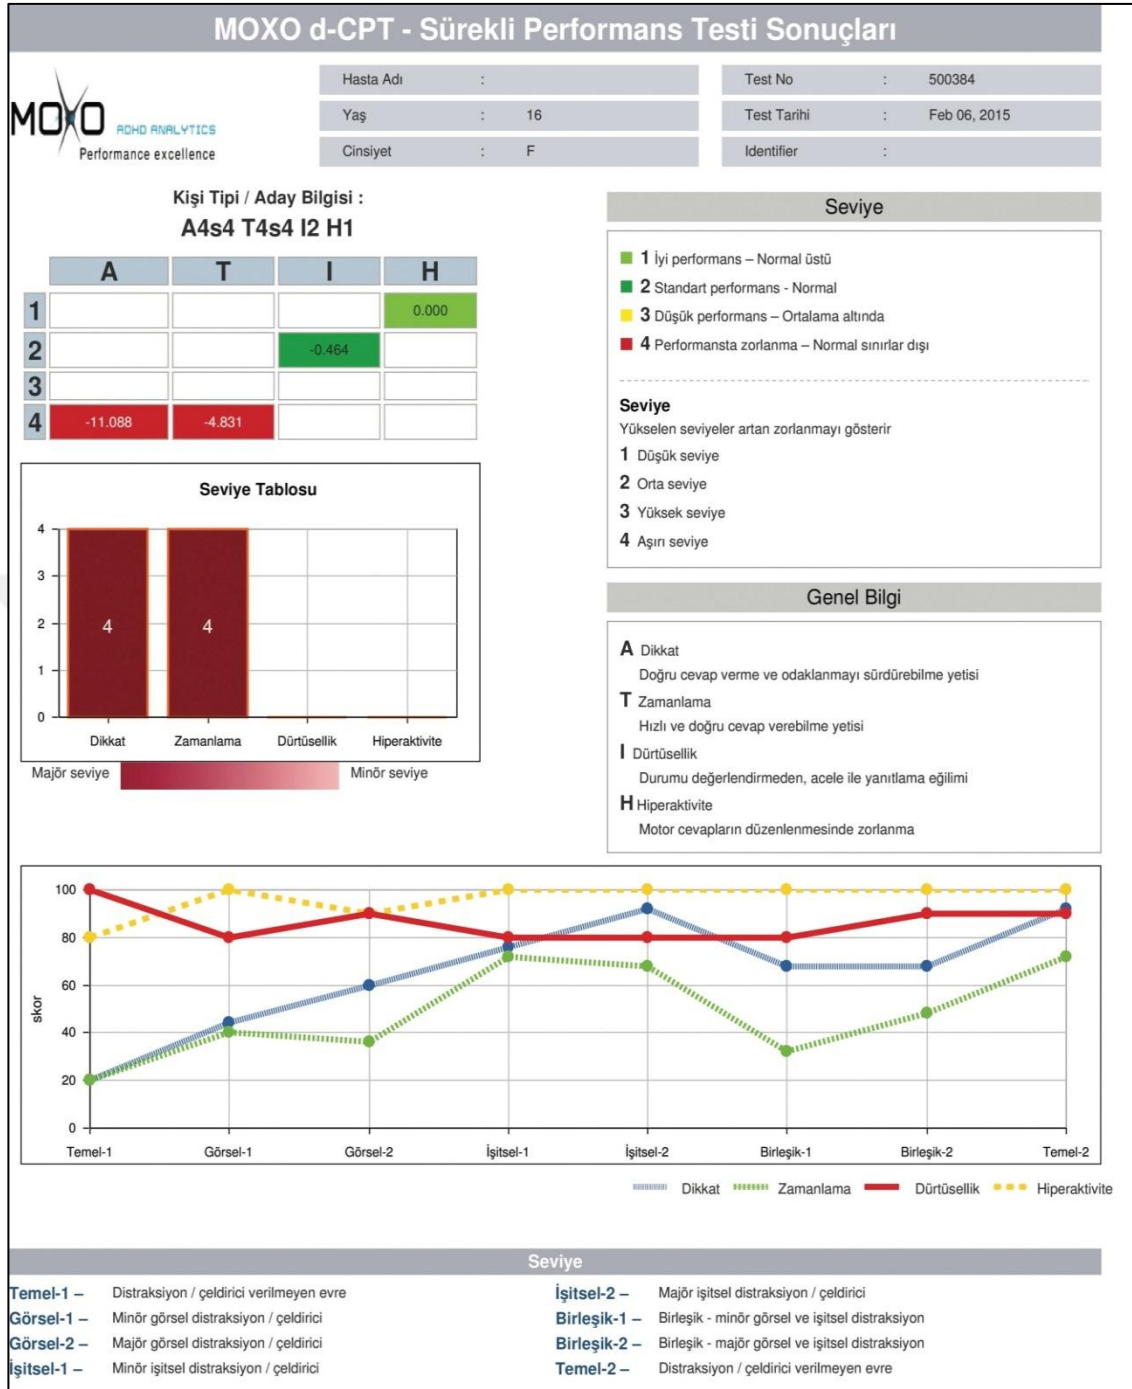 MOXO d-CPT - Sürekli Performans Testi Sonuçları
MOXO ADHD ANALYTICS
Performance excellence
Hasta Adı :
Yaş : 16
Cinsiyet : F
Test No : 500384
Test Tarihi : Feb 06, 2015
Identifier :
Kişi Tipi / Aday Bilgisi :
A4s4 T4s4 I2 H1
A T I H
1 0.000
2 -0.464
3
4 -11.088 -4.831
Seviye Tablosu
4
3
2
1
0
4 4
Dikkat Zamanlama Dürtüsellik Hiperaktivite
Majör seviye Minör seviye
Seviye
1 İyi performans – Normal üstü
2 Standart performans - Normal
3 Düşük performans – Ortalama altında
4 Performansta zorlanma – Normal sınırlar dışı
Seviye
Yükselen seviyeler artan zorlanmayı gösterir
1 Düşük seviye
2 Orta seviye
3 Yüksek seviye
4 Aşırı seviye
Genel Bilgi
A Dikkat
Doğru cevap verme ve odaklanmayı sürdürebilme yetisi
T Zamanlama
Hızlı ve doğru cevap verebilme yetisi
I Dürtüsellik
Durumu değerlendirmeden, acele ile yanıtlama eğilimi
H Hiperaktivite
Motor cevapların düzenlenmesinde zorlanma
skor
100
80
60
40
20
0
Temel-1 Görsel-1 Görsel-2 İşitsel-1 İşitsel-2 Birleşik-1 Birleşik-2 Temel-2
Dikkat Zamanlama Dürtüsellik Hiperaktivite
Seviye
Temel-1 – Distraksiyon / çeldirici verilmeyen evre
Görsel-1 – Minör görsel distraksiyon / çeldirici
Görsel-2 – Majör görsel distraksiyon / çeldirici
İşitsel-1 – Minör işitsel distraksiyon / çeldirici
İşitsel-2 – Majör işitsel distraksiyon / çeldirici
Birleşik-1 – Birleşik - minör görsel ve işitsel distraksiyon
Birleşik-2 – Birleşik - majör görsel ve işitsel distraksiyon
Temel-2 – Distraksiyon / çeldirici verilmeyen evre